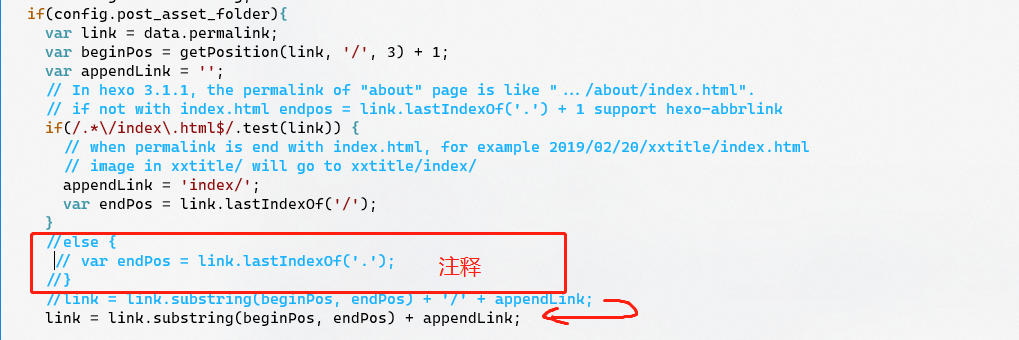 if(config.post_asset_folder){
var link = data.permalink;
var beginPos = getPosition(link, '/', 3) + 1;
var appendLink = '';
// In hexo 3.1.1, the permalink of "about" page is like ".../about/index.html".
// if not with index.html endpos = link.lastIndexOf('.') + 1 support hexo-abbrlink
if(/.*\/index\.html$/.test(link)) {
// when permalink is end with index.html, for example 2019/02/20/xxtitle/index.html
// image in xxtitle/ will go to xxtitle/index/
appendLink = 'index/';
var endPos = link.lastIndexOf('/');
}
//else {
// var endPos = link.lastIndexOf('.');
注释
//}
//link = link.substring(beginPos, endPos) + '/' + appendLink;
link = link.substring(beginPos, endPos) + appendLink;